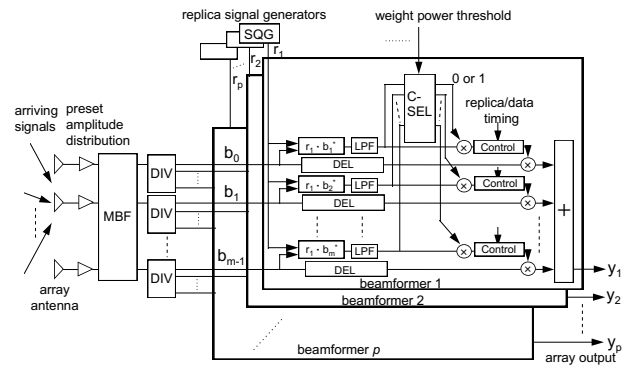 replica signal generators
SQG
r1
r2
rp
weight power threshold
0 or 1
C-
SEL
replica/data
timing
arriving
signals
preset
amplitude
distribution
MBF
DIV
DIV
DIV
b0
b1
bm-1
r1 · b1*
LPF
DEL
r1 · b2*
LPF
DEL
r1 · bm*
LPF
DEL
×
Control
×
×
Control
×
×
Control
×
+
array
antenna
beamformer 1
beamformer 2
beamformer p
y1
y2
yp
array output